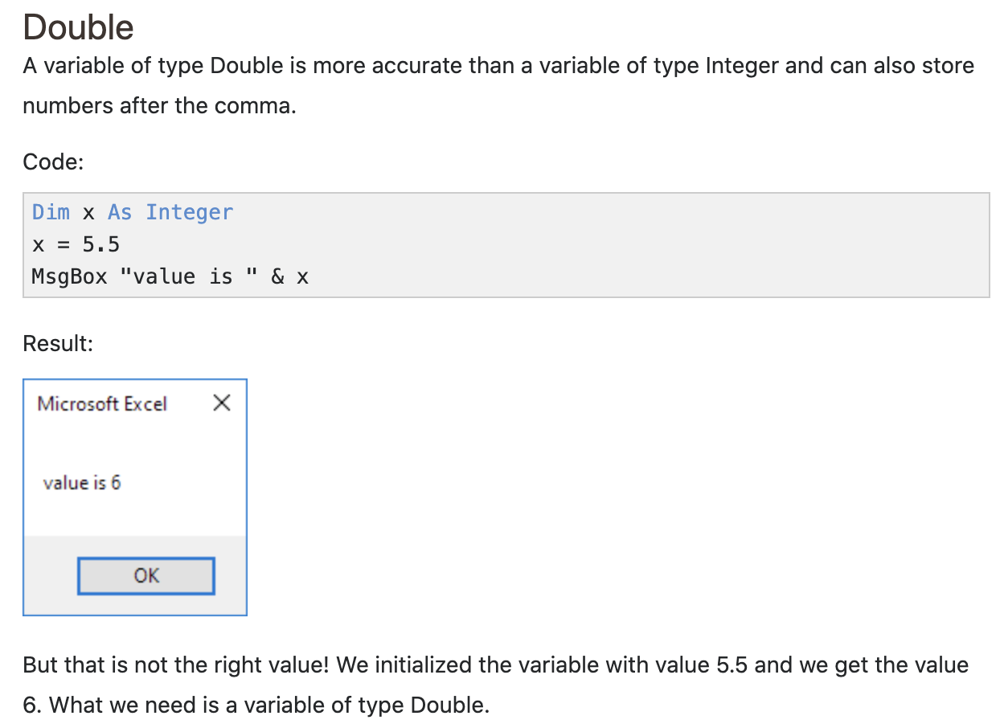 Double
A variable of type Double is more accurate than a variable of type Integer and can also store
numbers after the comma.
Code:
Dim x As Integer
x = 5.5
MsgBox "value is " & x
Result:
Microsoft Excel
value is 6
OK
But that is not the right value! We initialized the variable with value 5.5 and we get the value
6. What we need is a variable of type Double.